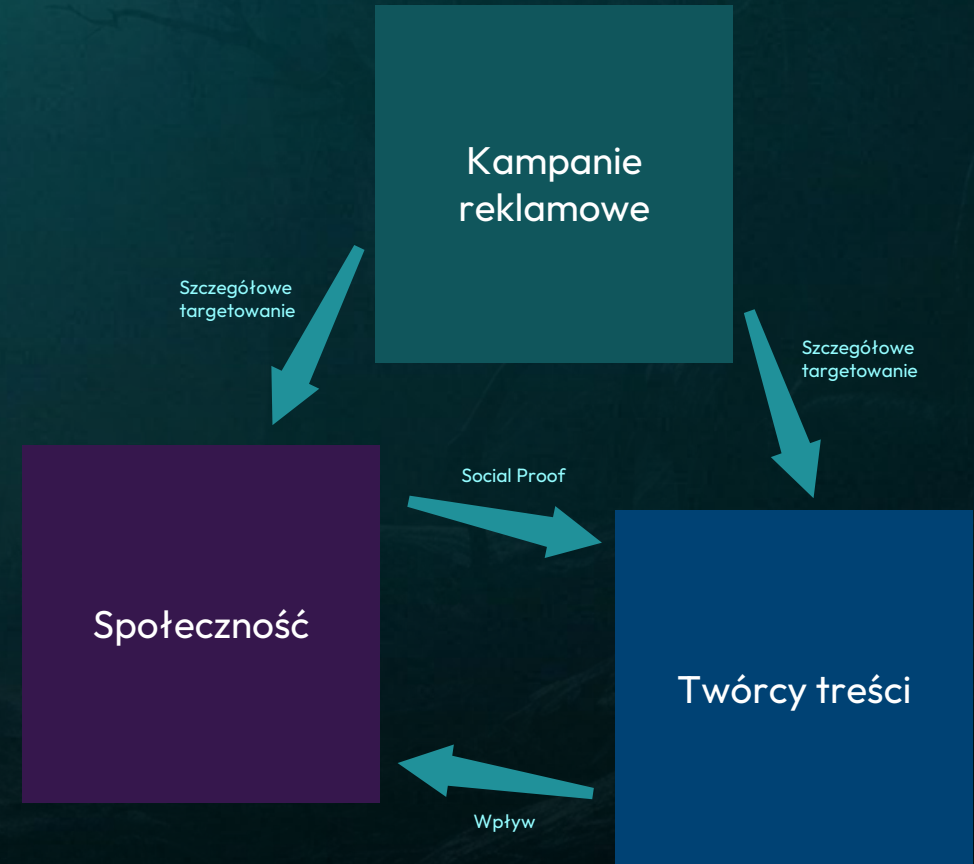 Kampanie
reklamowe
Szczegółowe
targetowanie
Szczegółowe
targetowanie
Social Proof
Społeczność
Twórcy treści
Wpływ